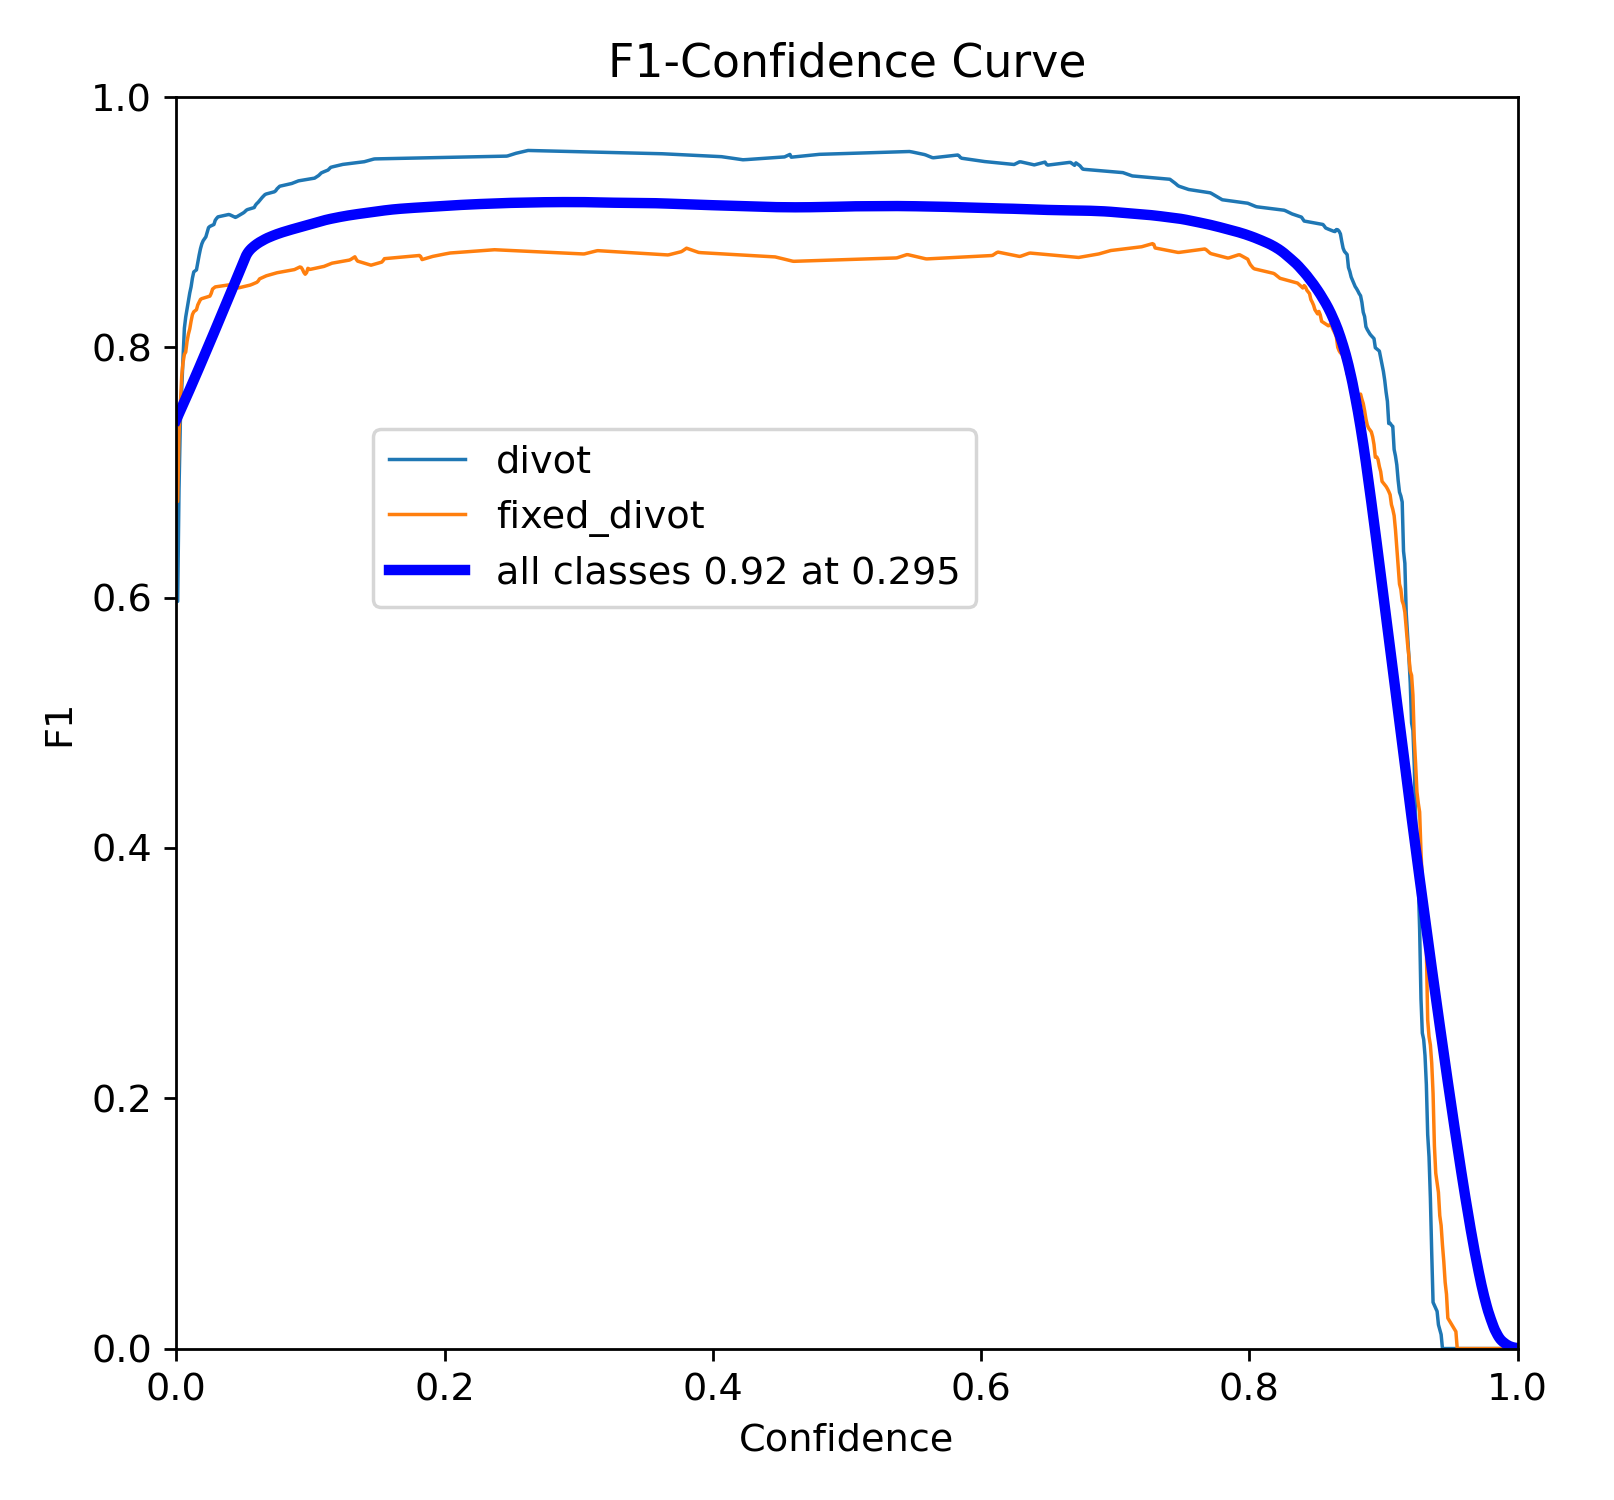 F1-Confidence Curve
1.0
0.8
0.6
0.4
0.2
0.0
F1
divot
fixed_divot
all classes 0.92 at 0.295
0.0 0.2 0.4 0.6 0.8 1.0
Confidence